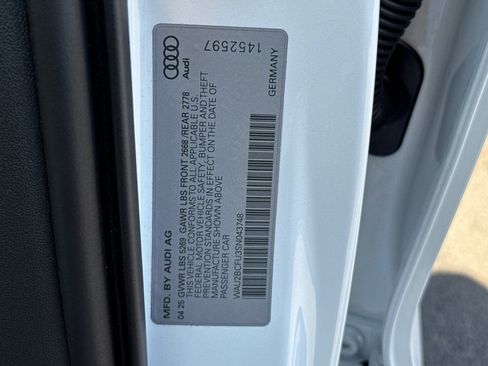 MFD. BY AUDI AG
04 25 GVWR LBS 5269 GAWR LBS FRONT 2668 /REAR 2778
THIS VEHICLE CONFORMS TO ALL APPLICABLE U.S.
FEDERAL MOTOR VEHICLE SAFETY, BUMPER AND THEFT
PREVENTION STANDARDS IN EFFECT ON THE DATE OF
MANUFACTURE SHOWN ABOVE
PASSENGER CAR
WAU2BCFU3SN043748
Audi
1452597
GERMANY